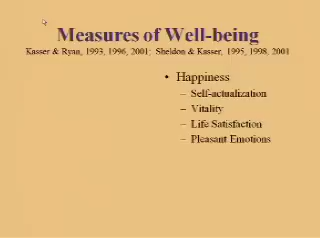 Measures of Well-being
Kasser & Ryan, 1993, 1996, 2001; Sheldon & Kasser, 1995, 1998, 2001
• Happiness
– Self-actualization
– Vitality
– Life Satisfaction
– Pleasant Emotions